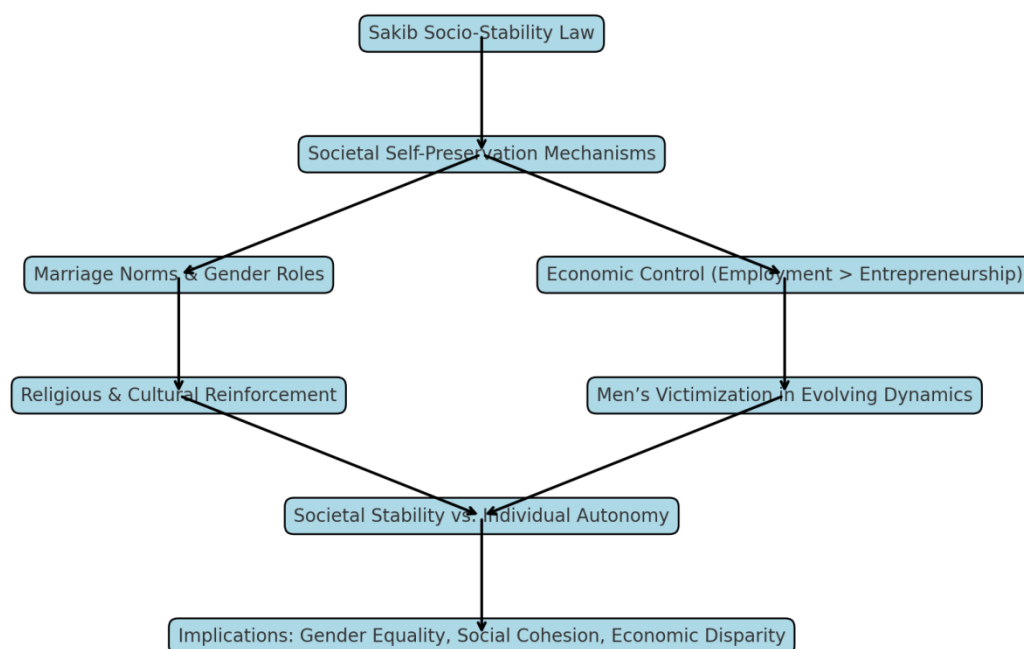 Sakib Socio-Stability Law
Societal Self-Preservation Mechanisms
Marriage Norms & Gender Roles
Economic Control (Employment > Entrepreneurship)
Religious & Cultural Reinforcement
Men’s Victimization in Evolving Dynamics
Societal Stability vs. Individual Autonomy
Implications: Gender Equality, Social Cohesion, Economic Disparity